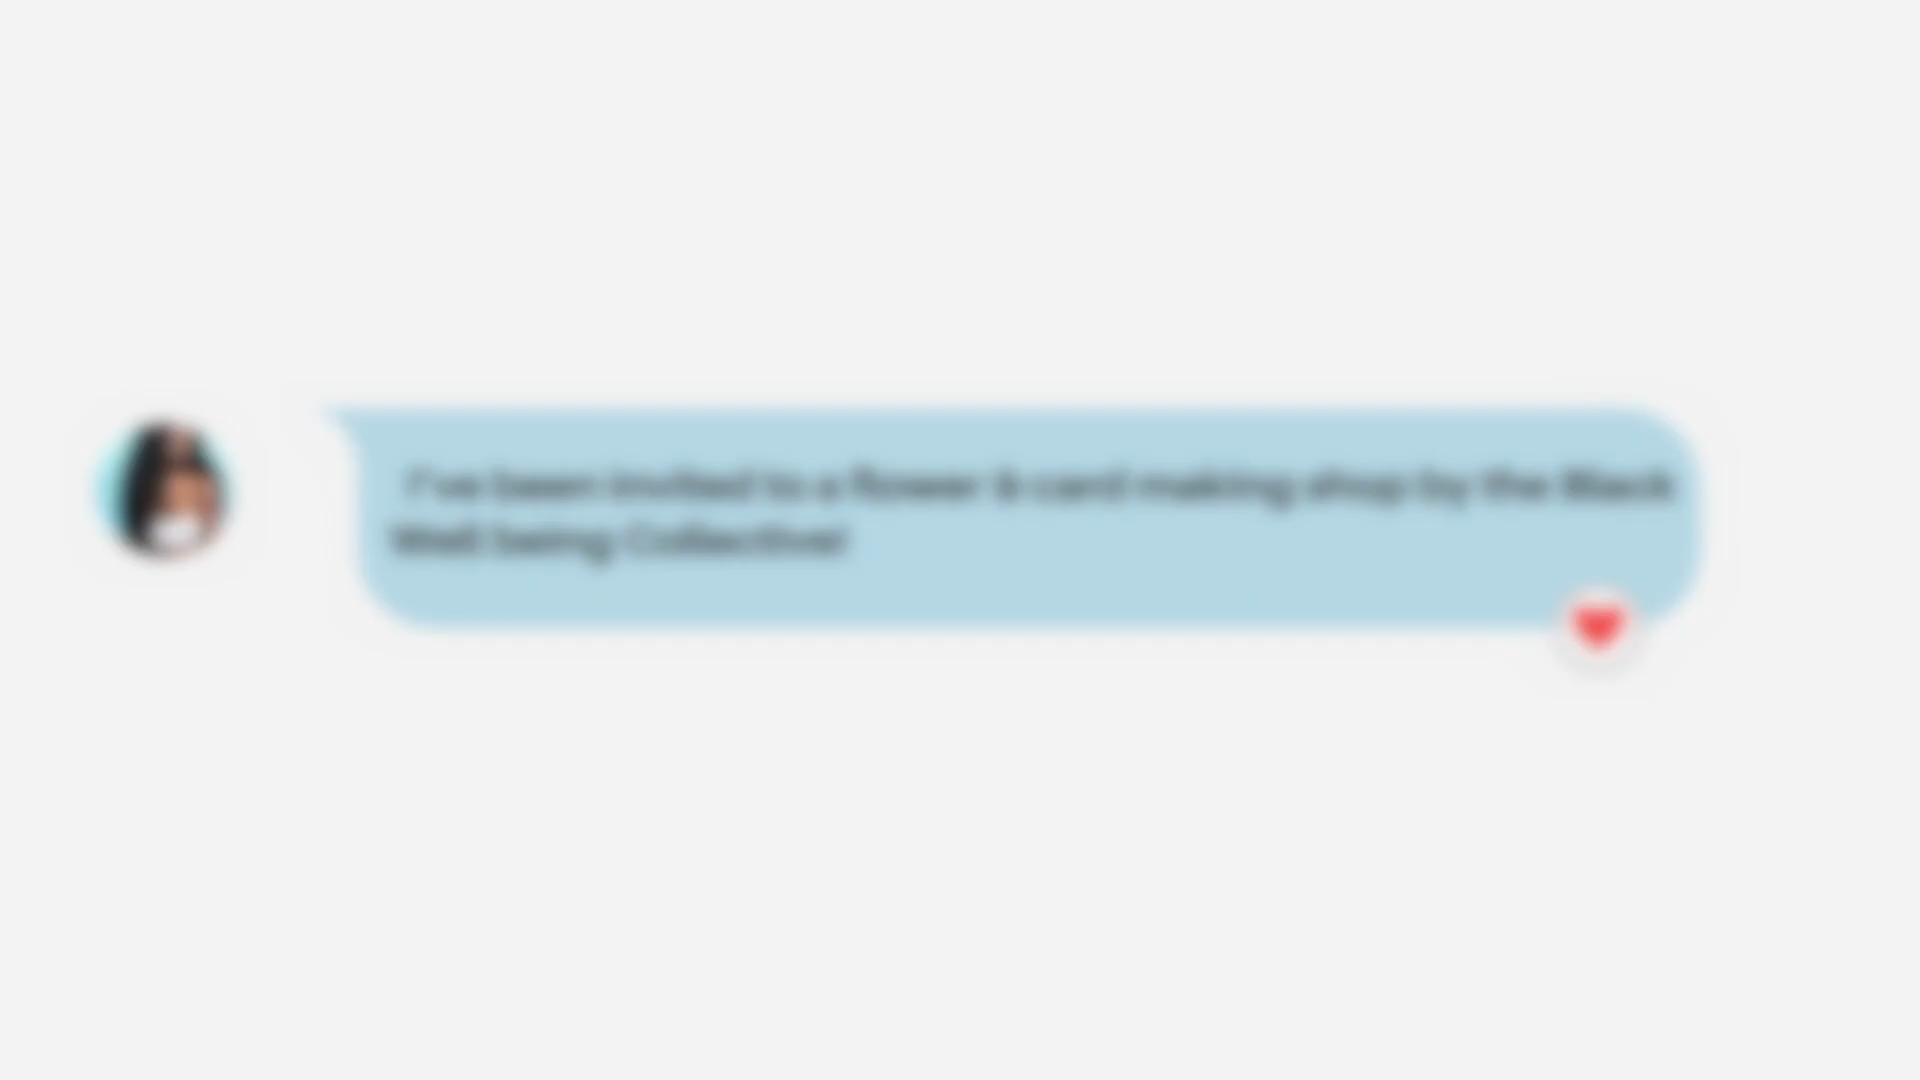 I've been invited to a flower & card making shop by the Black
Well being Collective!